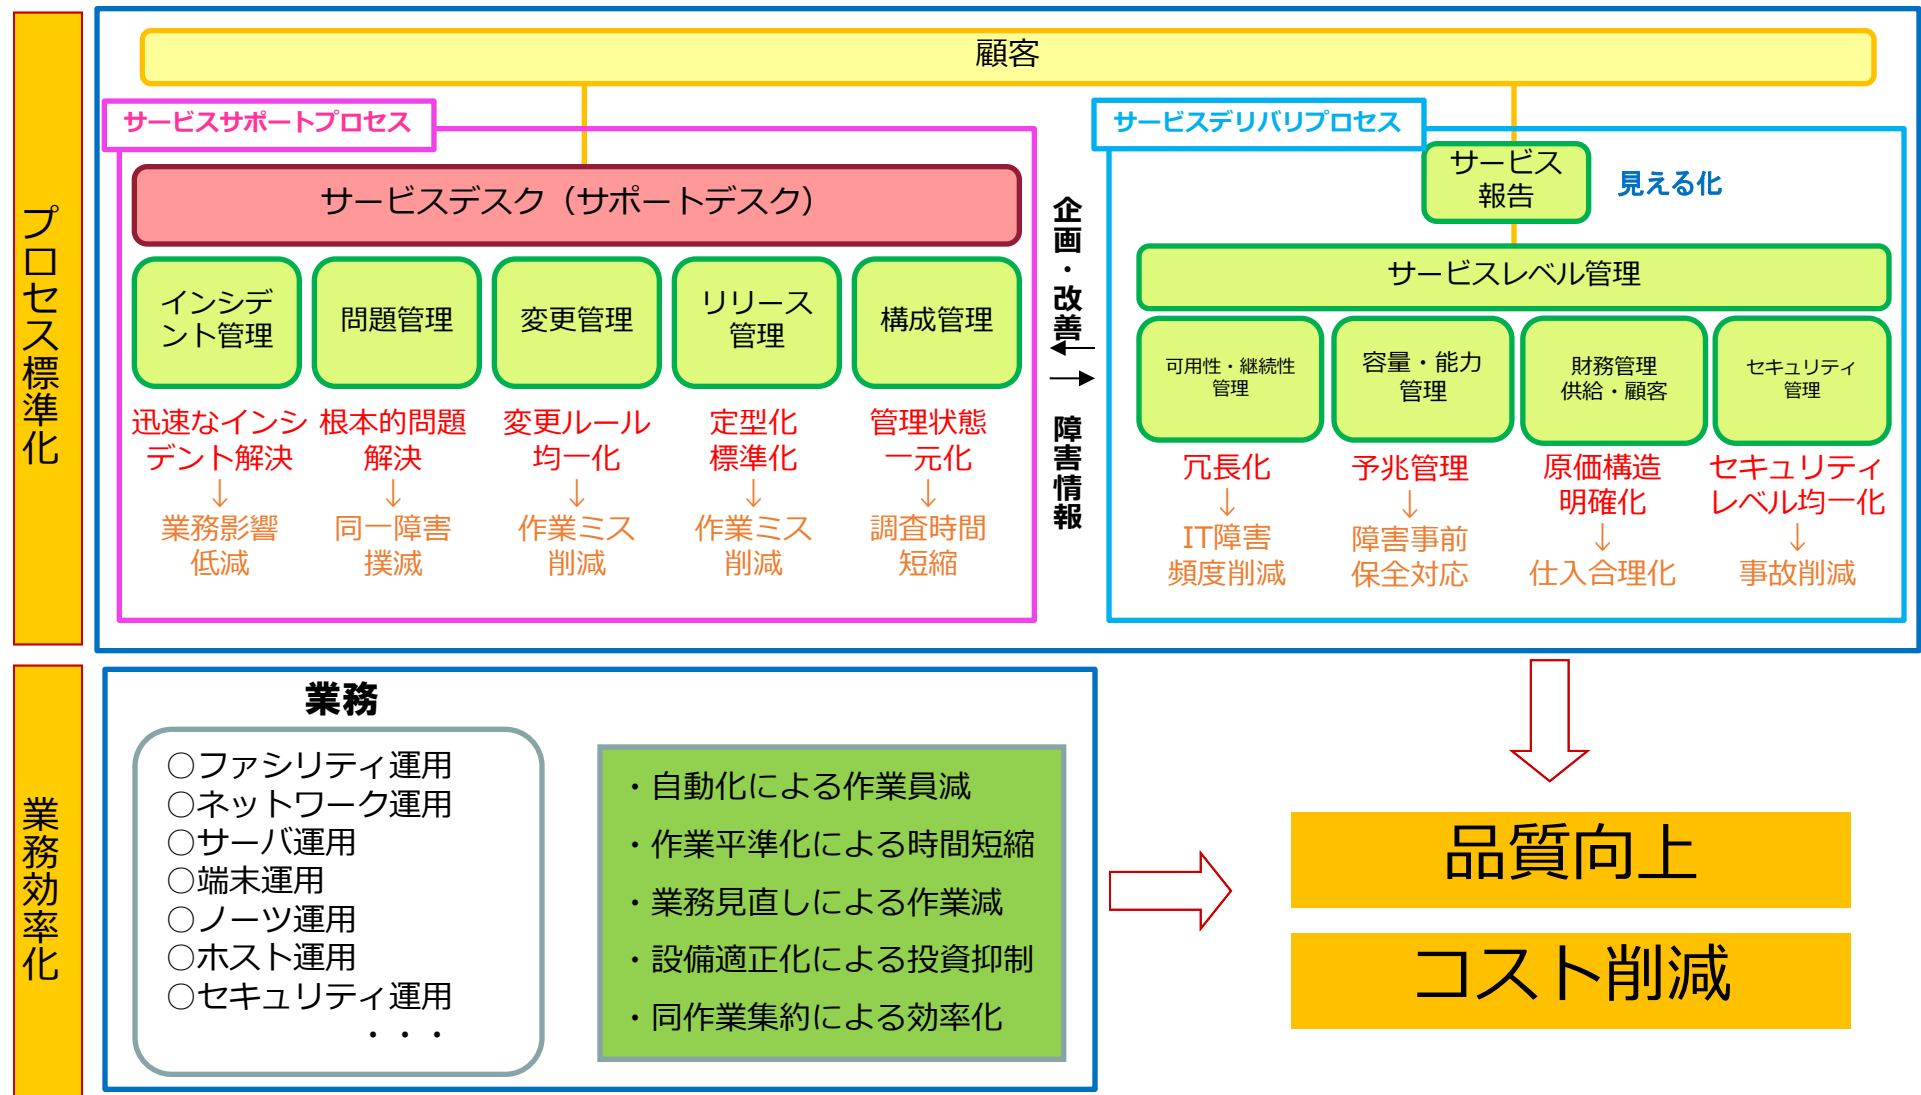 プロセス標準化
顧客
サービスサポートプロセス
サービスデスク（サポートデスク）
インシデ
ント管理
問題管理
変更管理
リリース
管理
構成管理
迅速なインシ
デント解決
↓
業務影響
低減
根本的問題
解決
↓
同一障害
撲滅
変更ルール
均一化
↓
作業ミス
削減
定型化
標準化
↓
作業ミス
削減
管理状態
一元化
↓
調査時間
短縮
企画・改善
障害情報
サービスデリバリプロセス
サービス
報告
見える化
サービスレベル管理
可用性・継続性
管理
容量・能力
管理
財務管理
供給・顧客
セキュリティ
管理
冗長化
↓
IT障害
頻度削減
予兆管理
↓
障害事前
保全対応
原価構造
明確化
↓
仕入合理化
セキュリティ
レベル均一化
↓
事故削減
業務効率化
業務
○ファシリティ運用
○ネットワーク運用
○サーバ運用
○端末運用
○ノーツ運用
○ホスト運用
○セキュリティ運用
・・・
・自動化による作業員減
・作業平準化による時間短縮
・業務見直しによる作業減
・設備適正化による投資抑制
・同作業集約による効率化
品質向上
コスト削減